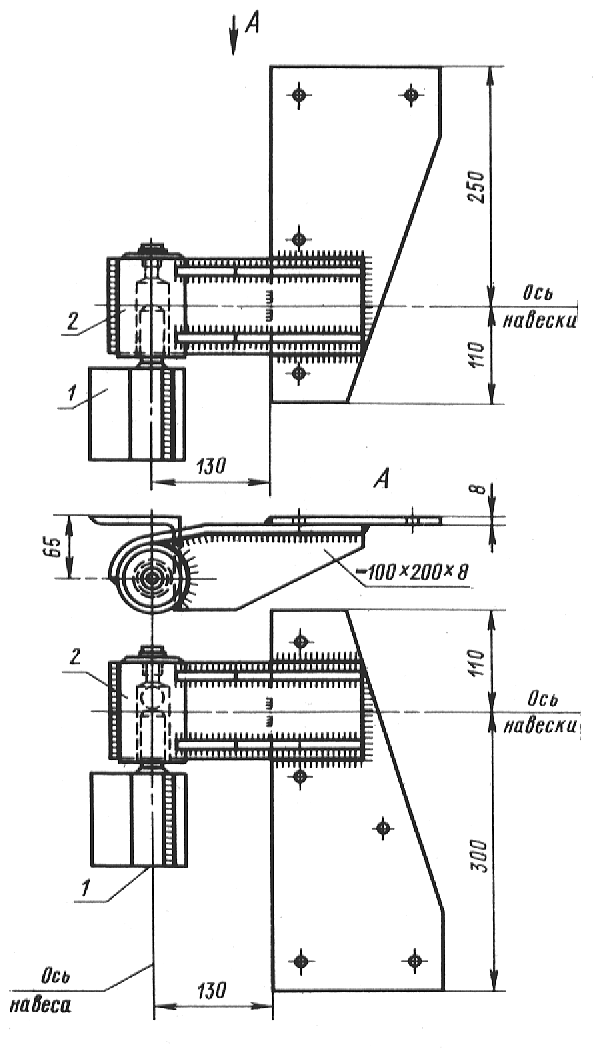 А
250
Ось
навески
2
110
1
130
А
8
65
–100×200×8
110
2
Ось
навески
1
300
Ось
навеса
130